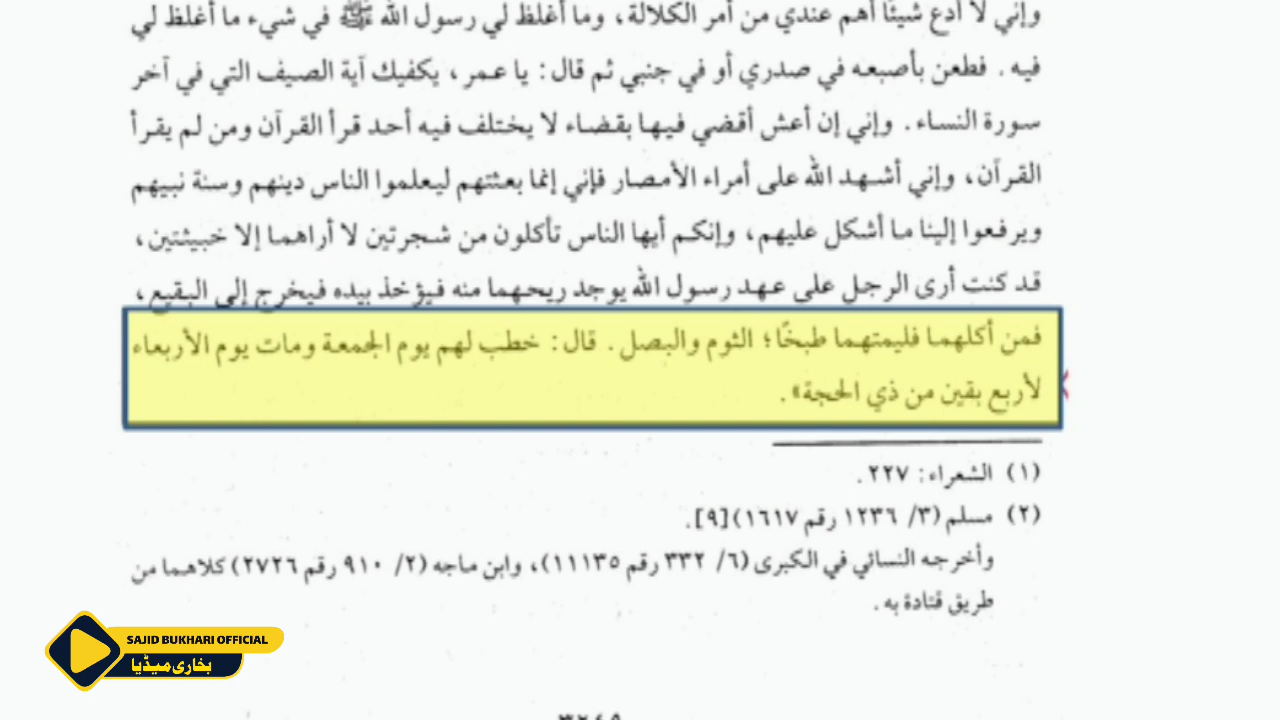 وإني لا أدع شيئًا أهم عندي من أمر الكلالة، وما أغلظ لي رسول الله ﷺ في شيء ما أغلظ لي
فيه. فطعن بأصبعه في صدري أو في جنبي ثم قال: يا عمر، يكفيك آية الصيف التي في آخر
سورة النساء. وإني إن أعش أقضي فيها بقضاء لا يختلف فيه أحد قرأ القرآن ومن لم يقرأ
القرآن، وإني أشهد الله على أمراء الأمصار فإني إنما بعثتهم ليعلموا الناس دينهم وسنة نبيهم
ويرفعوا إلينا ما أشكل عليهم، وإنكم أيها الناس تأكلون من شجرتين لا أراهما إلا خبيثتين،
قد كنت أرى الرجل على عهد رسول الله يوجد ريحهما منه فيؤخذ بيده فيخرج إلى البقيع،
فمن أكلهما فليمتهما طبخًا؛ الثوم والبصل. قال: خطب لهم يوم الجمعة ومات يوم الأربعاء
لأربع بقين من ذي الحجة».
(١) الشعراء: ٢٢٧.
(٢) مسلم (٣/ ١٢٣٦ رقم ١٦١٧)[٩].
وأخرجه النسائي في الكبرى (٦/ ٣٣٢ رقم ١١١٣٥)، وابن ماجه (٢/ ٩١٠ رقم ٢٧٢٦) كلاهما من
طريق قتادة به.
SAJID BUKHARI OFFICIAL
بخاری میڈیا